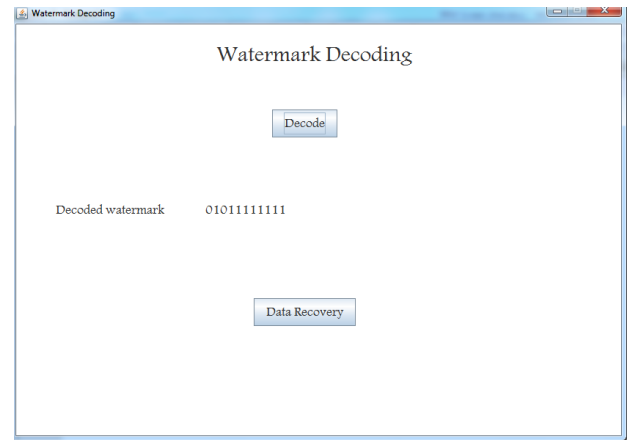 Watermark Decoding
Watermark Decoding
Decode
Decoded watermark 01011111111
Data Recovery